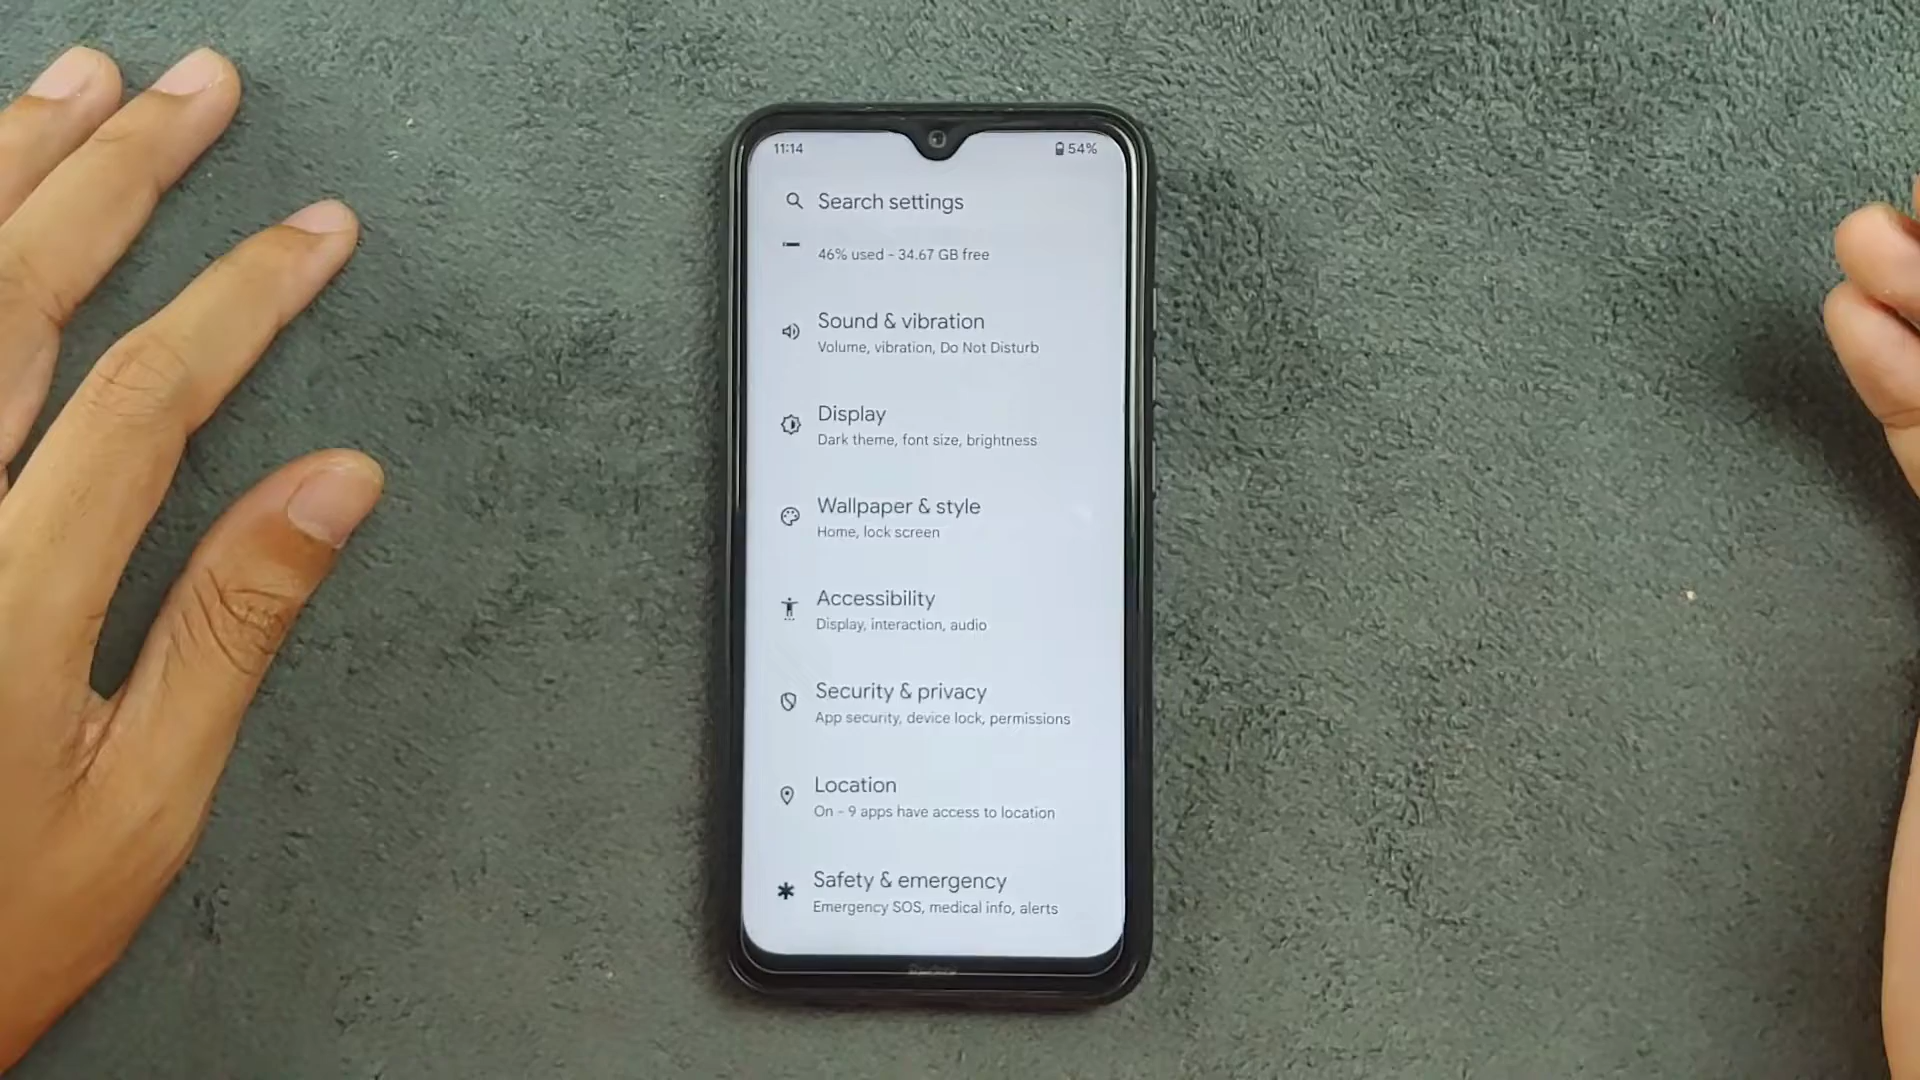 11:14
54%
Search settings
46% used - 34.67 GB free
Sound & vibration
Volume, vibration, Do Not Disturb
Display
Dark theme, font size, brightness
Wallpaper & style
Home, lock screen
Accessibility
Display, interaction, audio
Security & privacy
App security, device lock, permissions
Location
On - 9 apps have access to location
Safety & emergency
Emergency SOS, medical info, alerts